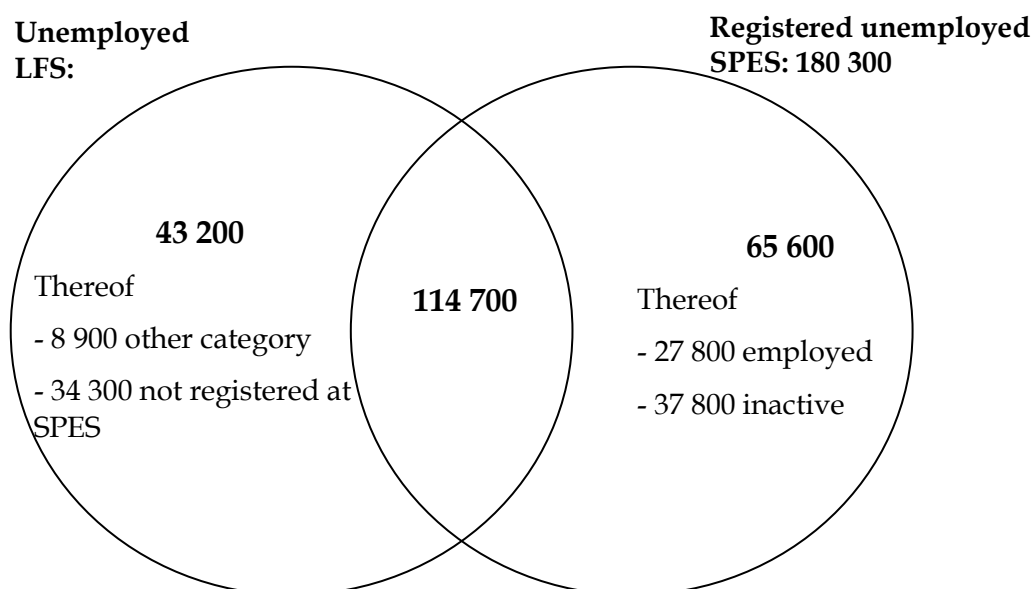 Unemployed
LFS:
Registered unemployed
SPES: 180 300
43 200
Thereof
- 8 900 other category
- 34 300 not registered at
SPES
114 700
65 600
Thereof
- 27 800 employed
- 37 800 inactive